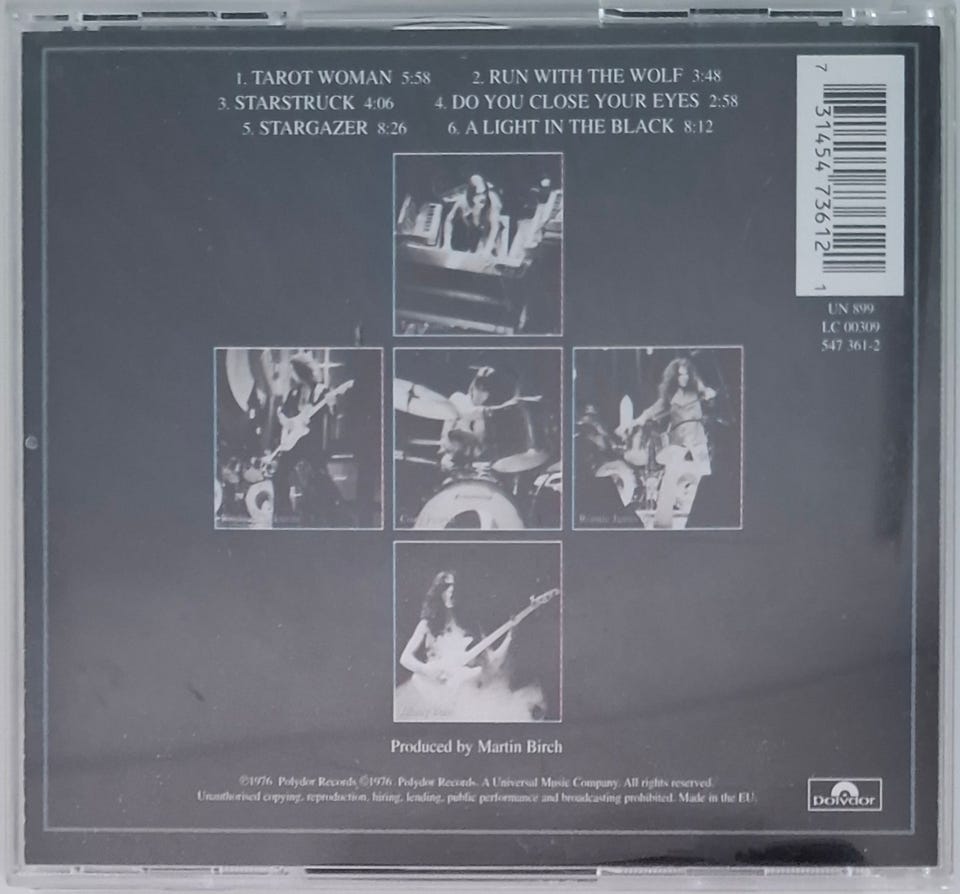 1. TAROT WOMAN 5:58 2. RUN WITH THE WOLF 3:48
3. STARSTRUCK 4:06 4. DO YOU CLOSE YOUR EYES 2:58
5. STARGAZER 8:26 6. A LIGHT IN THE BLACK 8:12
7 31454 73612 1
UN 899
LC 00309
547 361-2
Ronnie James
Produced by Martin Birch
℗1976 Polydor Records ©1976 Polydor Records. A Universal Music Company. All rights reserved.
Unauthorised copying, reproduction, hiring, lending, public performance and broadcasting prohibited. Made in the EU.
Polydor